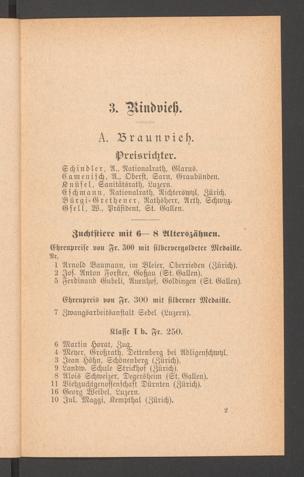 3. Rindvieh.
A. Braunvieh.
Preisrichter.
Schindler, A., Nationalrath, Glarus.
Camenisch, R., Oberst, Sarn, Graubünden.
Knüsel, Sanitätsrath, Luzern.
Eschmann, Nationalrath, Richterswyl, Zürich.
Bürgi-Grethener, Rathsherr, Arth, Schwyz.
Gsell, W., Präsident, St. Gallen.
Zuchtstiere mit 6—8 Alterszähnen.
Ehrenpreise von Fr. 300 mit silbervergoldeter Medaille.
Nr.
1 Arnold Baumann, im Bleier, Oberrieden (Zürich).
2 Jos. Anton Forster, Goßau (St. Gallen).
5 Ferdinand Gubeli, Auenhof, Goldingen (St. Gallen).
Ehrenpreis von Fr. 300 mit silberner Medaille.
7 Zwangsarbeitsanstalt Sedel (Luzern).
Klasse I b. Fr. 250.
6 Martin Horat, Zug.
4 Meyer, Großrath, Dettenberg bei Abligenschwyl.
3 Jean Höhn, Schönenberg (Zürich).
9 Landw. Schule Strickhof (Zürich).
8 Alois Schweizer, Degersheim (St. Gallen).
11 Viehzuchtgenossenschaft Dürnten (Zürich).
16 Georg Weibel, Luzern.
10 Jul. Maggi, Kempthal (Zürich).
2